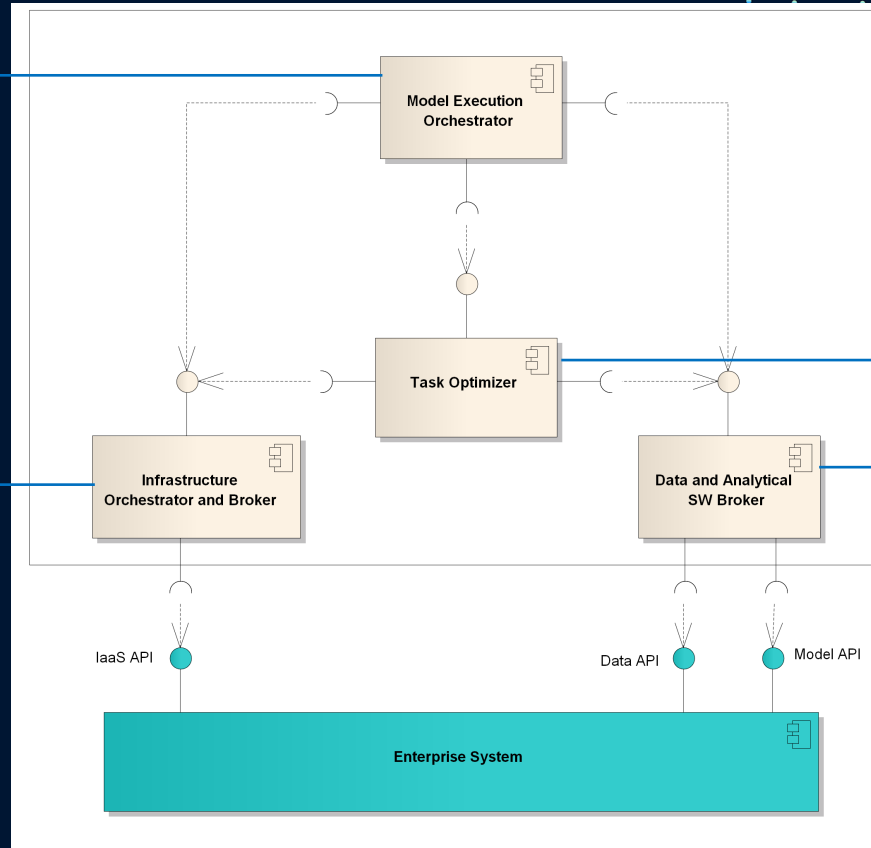 Model Execution
Orchestrator
Task Optimizer
Infrastructure
Orchestrator and Broker
Data and Analytical
SW Broker
IaaS API
Data API
Model API
Enterprise System